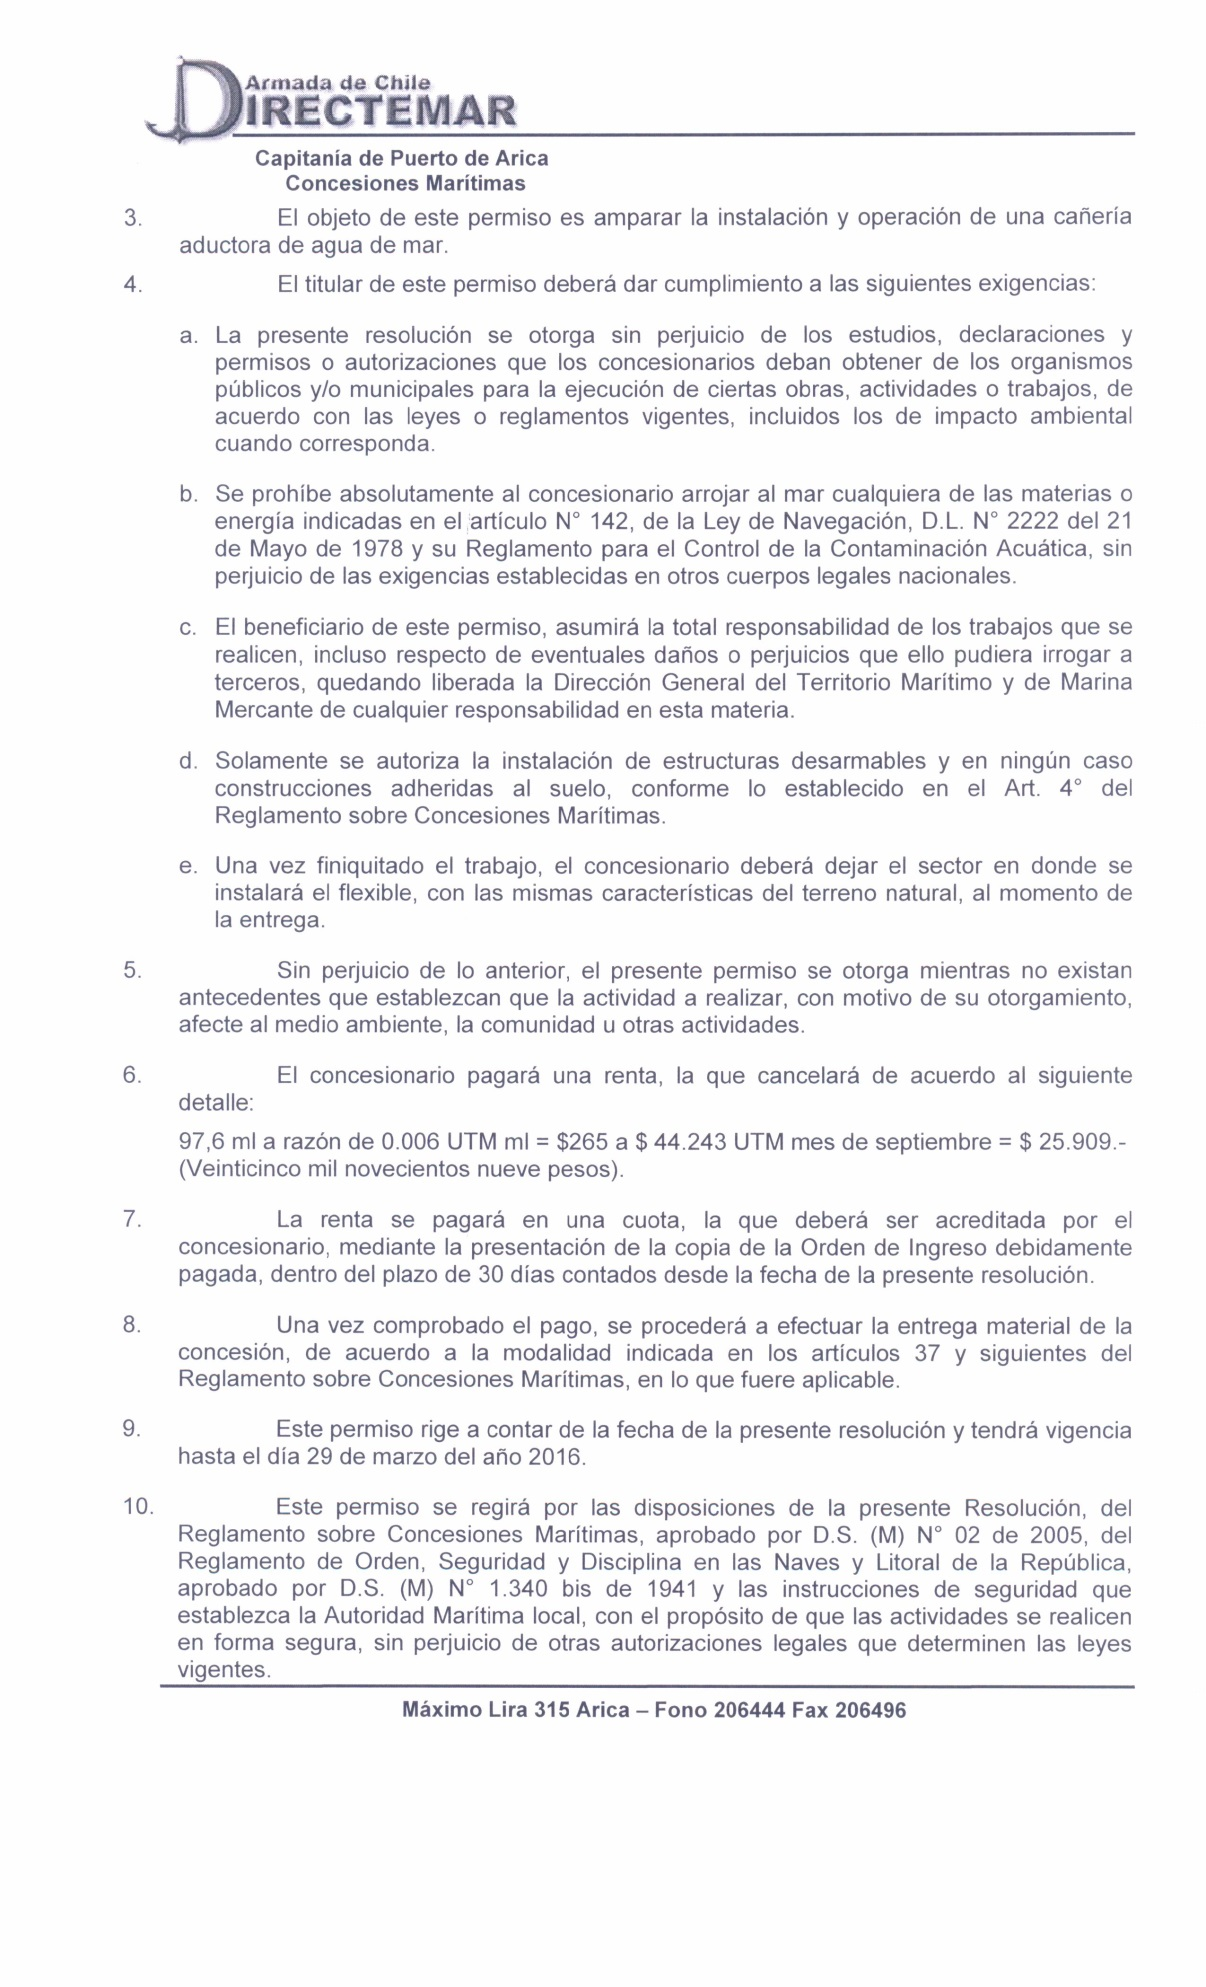 Armada de Chile
DIRECTEMAR
Capitanía de Puerto de Arica
Concesiones Marítimas
3. El objeto de este permiso es amparar la instalación y operación de una cañería
aductora de agua de mar.
4. El titular de este permiso deberá dar cumplimiento a las siguientes exigencias:
a. La presente resolución se otorga sin perjuicio de los estudios, declaraciones y
permisos o autorizaciones que los concesionarios deban obtener de los organismos
públicos y/o municipales para la ejecución de ciertas obras, actividades o trabajos, de
acuerdo con las leyes o reglamentos vigentes, incluidos los de impacto ambiental
cuando corresponda.
b. Se prohíbe absolutamente al concesionario arrojar al mar cualquiera de las materias o
energía indicadas en el artículo N° 142, de la Ley de Navegación, D.L. N° 2222 del 21
de Mayo de 1978 y su Reglamento para el Control de la Contaminación Acuática, sin
perjuicio de las exigencias establecidas en otros cuerpos legales nacionales.
c. El beneficiario de este permiso, asumirá la total responsabilidad de los trabajos que se
realicen, incluso respecto de eventuales daños o perjuicios que ello pudiera irrogar a
terceros, quedando liberada la Dirección General del Territorio Marítimo y de Marina
Mercante de cualquier responsabilidad en esta materia.
d. Solamente se autoriza la instalación de estructuras desarmables y en ningún caso
construcciones adheridas al suelo, conforme lo establecido en el Art. 4° del
Reglamento sobre Concesiones Marítimas.
e. Una vez finiquitado el trabajo, el concesionario deberá dejar el sector en donde se
instalará el flexible, con las mismas características del terreno natural, al momento de
la entrega.
5. Sin perjuicio de lo anterior, el presente permiso se otorga mientras no existan
antecedentes que establezcan que la actividad a realizar, con motivo de su otorgamiento,
afecte al medio ambiente, la comunidad u otras actividades.
6. El concesionario pagará una renta, la que cancelará de acuerdo al siguiente
detalle:
97,6 ml a razón de 0.006 UTM ml = $265 a $ 44.243 UTM mes de septiembre = $ 25.909.-
(Veinticinco mil novecientos nueve pesos).
7. La renta se pagará en una cuota, la que deberá ser acreditada por el
concesionario, mediante la presentación de la copia de la Orden de Ingreso debidamente
pagada, dentro del plazo de 30 días contados desde la fecha de la presente resolución.
8. Una vez comprobado el pago, se procederá a efectuar la entrega material de la
concesión, de acuerdo a la modalidad indicada en los artículos 37 y siguientes del
Reglamento sobre Concesiones Marítimas, en lo que fuere aplicable.
9. Este permiso rige a contar de la fecha de la presente resolución y tendrá vigencia
hasta el día 29 de marzo del año 2016.
10. Este permiso se regirá por las disposiciones de la presente Resolución, del
Reglamento sobre Concesiones Marítimas, aprobado por D.S. (M) N° 02 de 2005, del
Reglamento de Orden, Seguridad y Disciplina en las Naves y Litoral de la República,
aprobado por D.S. (M) N° 1.340 bis de 1941 y las instrucciones de seguridad que
establezca la Autoridad Marítima local, con el propósito de que las actividades se realicen
en forma segura, sin perjuicio de otras autorizaciones legales que determinen las leyes
vigentes.
Máximo Lira 315 Arica – Fono 206444 Fax 206496